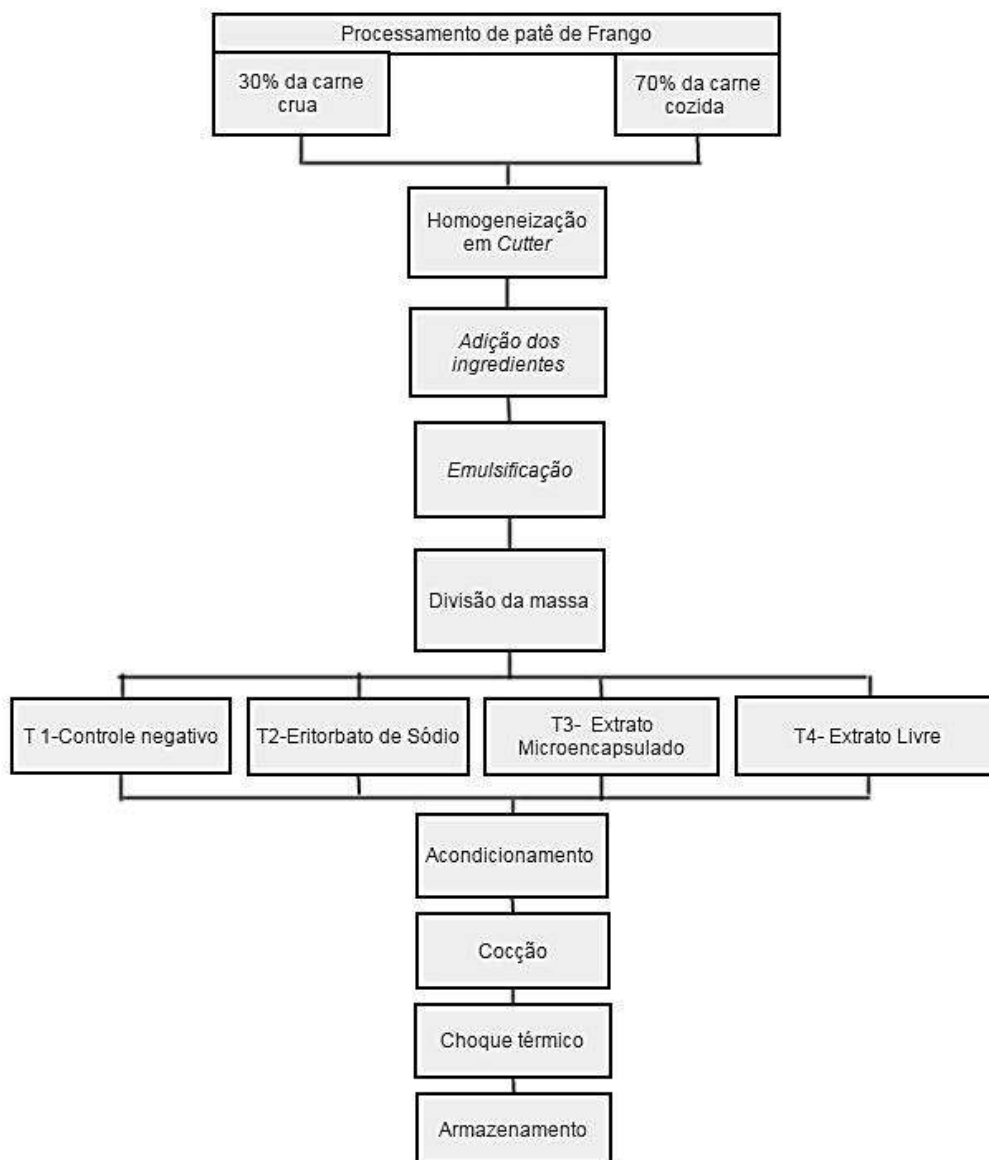 Processamento de patê de Frango
30% da carne
crua
70% da carne
cozida
Homogeneização
em Cutter
Adição dos
ingredientes
Emulsificação
Divisão da massa
T 1-Controle negativo
T2-Eritorbato de Sódio
T3- Extrato
Microencapsulado
T4- Extrato Livre
Acondicionamento
Cocção
Choque térmico
Armazenamento